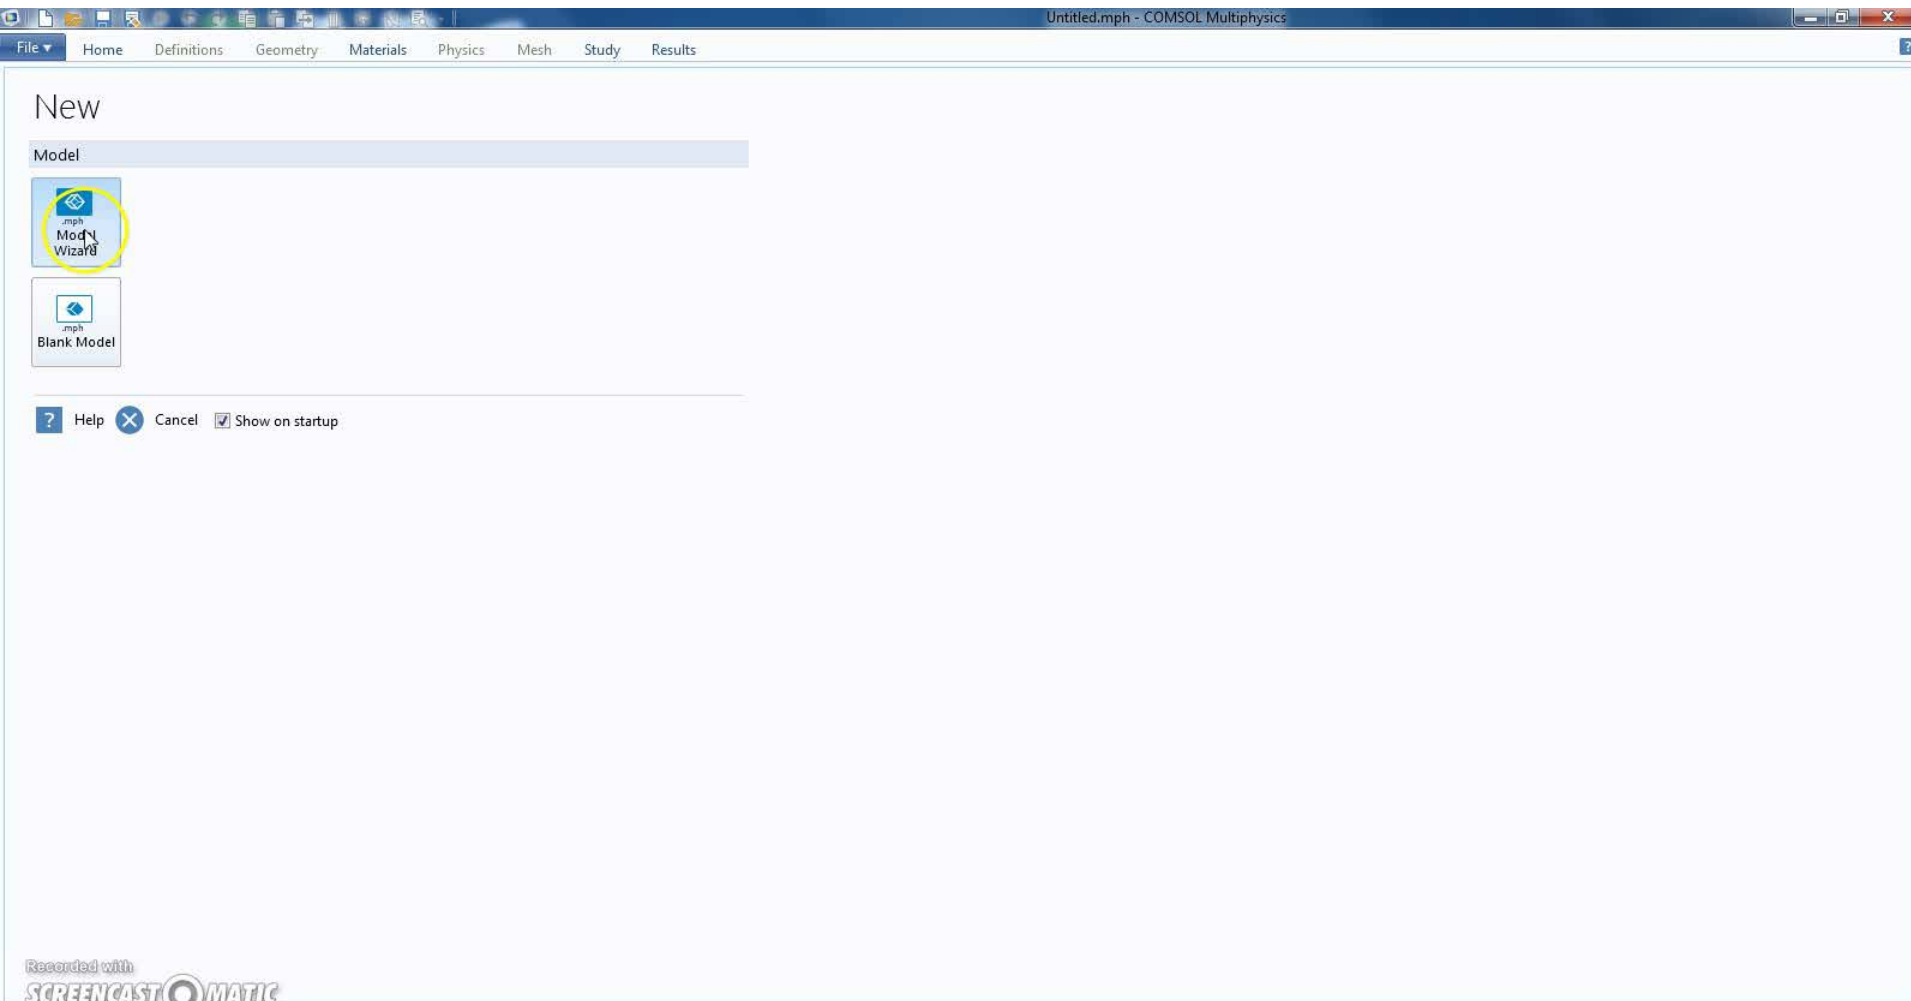 Untitled.mph - COMSOL Multiphysics
File Home Definitions Geometry Materials Physics Mesh Study Results
New
Model
.mph
Model
Wizard
.mph
Blank Model
? Help Cancel Show on startup
Recorded with
SCREENCAST MATIC